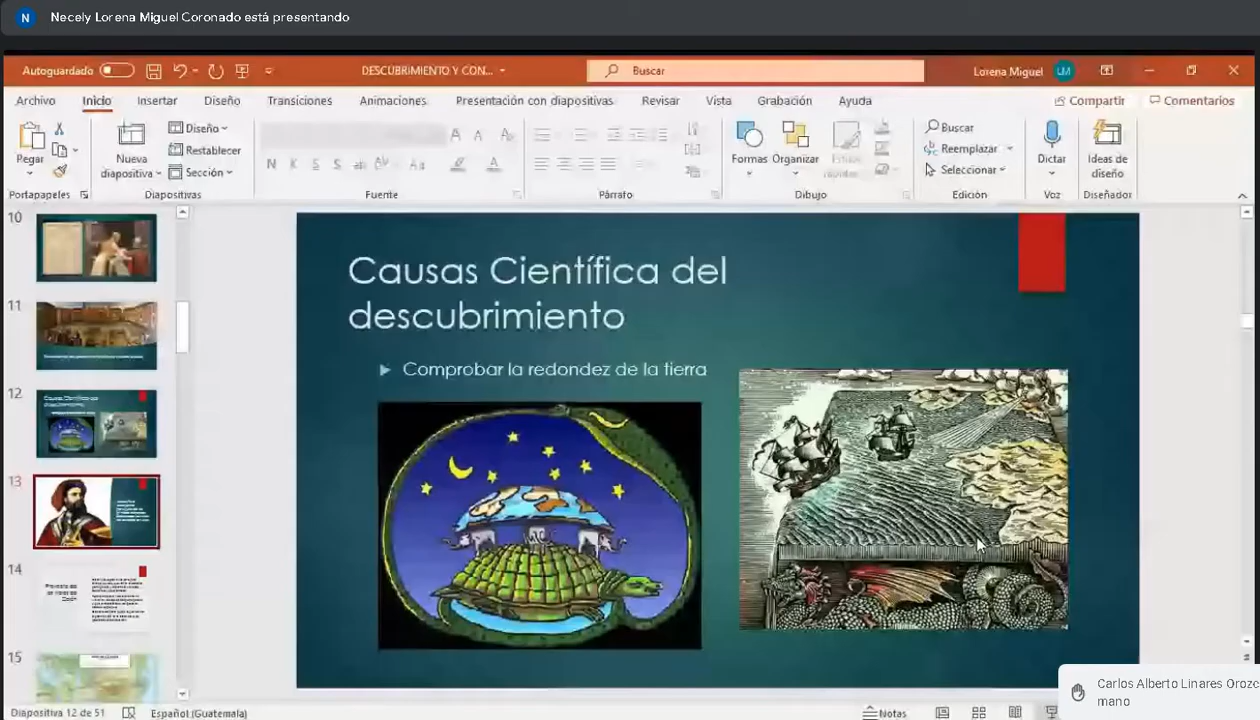 N Necely Lorena Miguel Coronado está presentando
Autoguardado DESCUBRIMIENTO Y CON... Buscar Lorena Miguel LM
Archivo Inicio Insertar Diseño Transiciones Animaciones Presentación con diapositivas Revisar Vista Grabación Ayuda Compartir Comentarios
Pegar
Nueva
diapositiva
Diseño
Restablecer
Sección
N K S S ab AV Aa A
Formas Organizar
Buscar
Reemplazar
Seleccionar
Dictar
Ideas de
diseño
Portapapeles Diapositivas Fuente Párrafo Dibujo Edición Voz Diseñador
10
11
12
13
14
15
Causas Científica del
descubrimiento
Comprobar la redondez de la tierra
Carlos Alberto Linares Orozc
mano
Diapositiva 12 de 51 Español (Guatemala) Notas